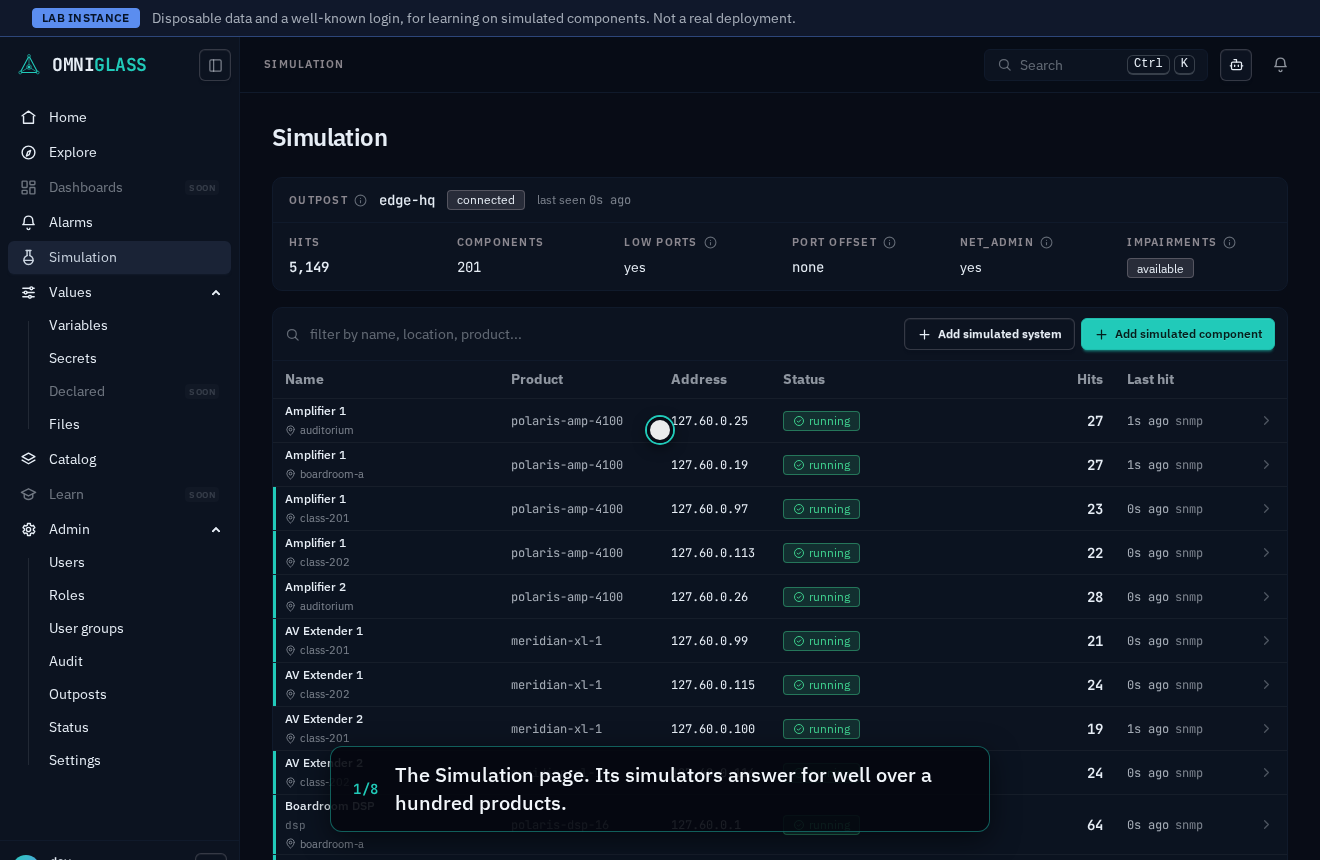 LAB INSTANCE Disposable data and a well-known login, for learning on simulated components. Not a real deployment.
OMNIGLASS
SIMULATION
Search Ctrl K
Home
Explore
Dashboards SOON
Alarms
Simulation
Values
Variables
Secrets
Declared SOON
Files
Catalog
Learn SOON
Admin
Users
Roles
User groups
Audit
Outposts
Status
Settings
Simulation
OUTPOST edge-hq connected last seen 0s ago
HITS COMPONENTS LOW PORTS PORT OFFSET NET_ADMIN IMPAIRMENTS
5,149 201 yes none yes available
filter by name, location, product... Add simulated system Add simulated component
Name Product Address Status Hits Last hit
Amplifier 1
auditorium polaris-amp-4100 127.60.0.25 running 27 1s ago snmp
Amplifier 1
boardroom-a polaris-amp-4100 127.60.0.19 running 27 1s ago snmp
Amplifier 1
class-201 polaris-amp-4100 127.60.0.97 running 23 0s ago snmp
Amplifier 1
class-202 polaris-amp-4100 127.60.0.113 running 22 0s ago snmp
Amplifier 2
auditorium polaris-amp-4100 127.60.0.26 running 28 0s ago snmp
AV Extender 1
class-201 meridian-xl-1 127.60.0.99 running 21 0s ago snmp
AV Extender 1
class-202 meridian-xl-1 127.60.0.115 running 24 0s ago snmp
AV Extender 2
class-201 meridian-xl-1 127.60.0.100 running 19 1s ago snmp
AV Extender 2
24 0s ago snmp
Boardroom DSP
dsp polaris-dsp-16 127.60.0.1 running 64 0s ago snmp
boardroom-a
1/8 The Simulation page. Its simulators answer for well over a
hundred products.